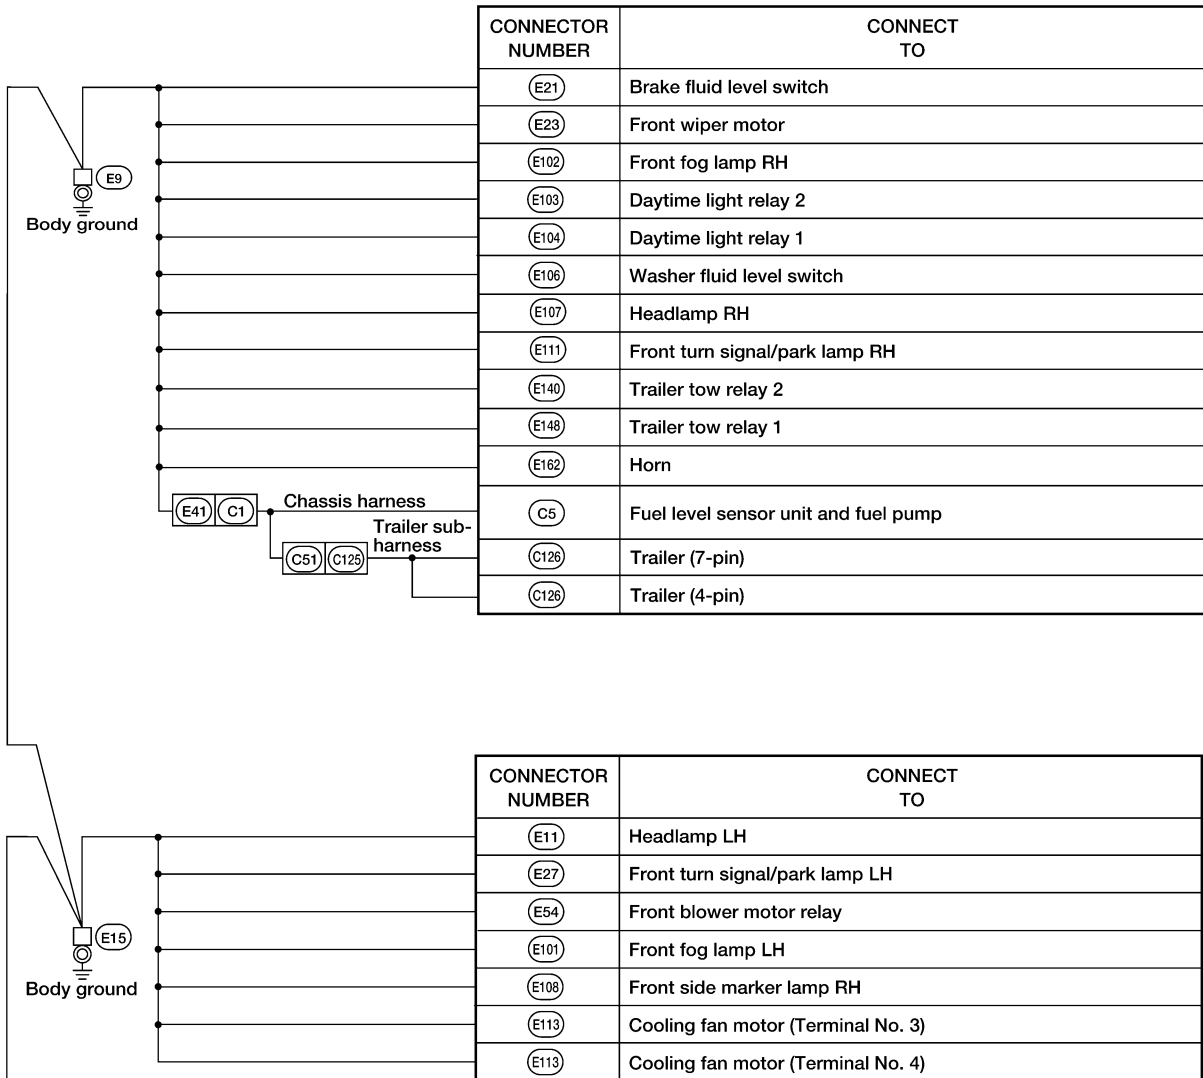 CONNECTOR NUMBER CONNECT TO
E21 Brake fluid level switch
E23 Front wiper motor
E102 Front fog lamp RH
E9
E103 Daytime light relay 2
Body ground
E104 Daytime light relay 1
E106 Washer fluid level switch
E107 Headlamp RH
E111 Front turn signal/park lamp RH
E140 Trailer tow relay 2
E148 Trailer tow relay 1
E162 Horn
E41 C1 Chassis harness C5 Fuel level sensor unit and fuel pump
Trailer sub-
harness
C51 C125 C126 Trailer (7-pin)
C126 Trailer (4-pin)
CONNECTOR NUMBER CONNECT TO
E11 Headlamp LH
E27 Front turn signal/park lamp LH
E54 Front blower motor relay
E15
E101 Front fog lamp LH
Body ground
E108 Front side marker lamp RH
E113 Cooling fan motor (Terminal No. 3)
E113 Cooling fan motor (Terminal No. 4)